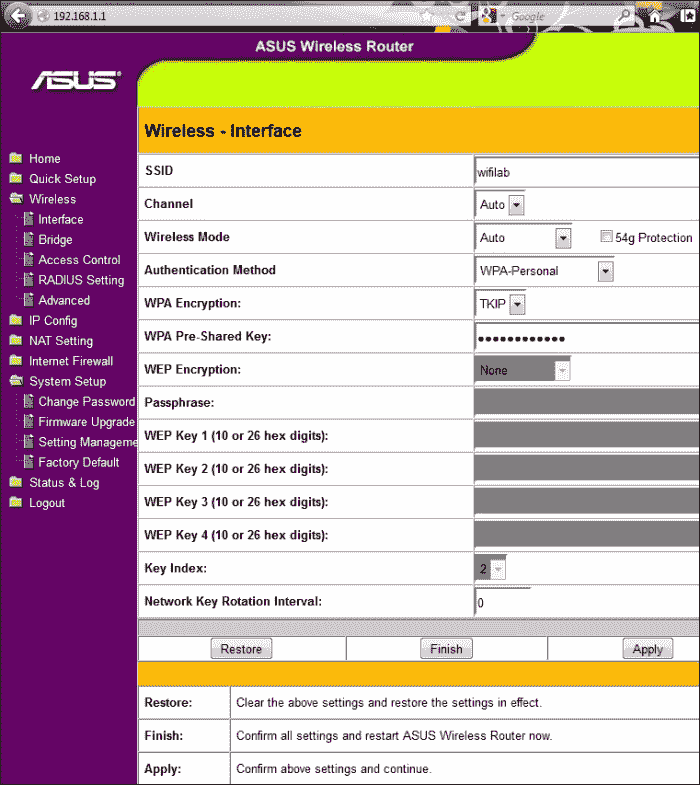 192.168.1.1
Google
ASUS Wireless Router
ASUS
Home
Quick Setup
Wireless
Interface
Bridge
Access Control
RADIUS Setting
Advanced
IP Config
NAT Setting
Internet Firewall
System Setup
Change Password
Firmware Upgrade
Setting Manageme
Factory Default
Status & Log
Logout
Wireless - Interface
SSID wifilab
Channel Auto
Wireless Mode Auto 54g Protection
Authentication Method WPA-Personal
WPA Encryption: TKIP
WPA Pre-Shared Key: ●●●●●●●●●●●●
WEP Encryption: None
Passphrase:
WEP Key 1 (10 or 26 hex digits):
WEP Key 2 (10 or 26 hex digits):
WEP Key 3 (10 or 26 hex digits):
WEP Key 4 (10 or 26 hex digits):
Key Index: 2
Network Key Rotation Interval: 0
Restore Finish Apply
Restore: Clear the above settings and restore the settings in effect.
Finish: Confirm all settings and restart ASUS Wireless Router now.
Apply: Confirm above settings and continue.